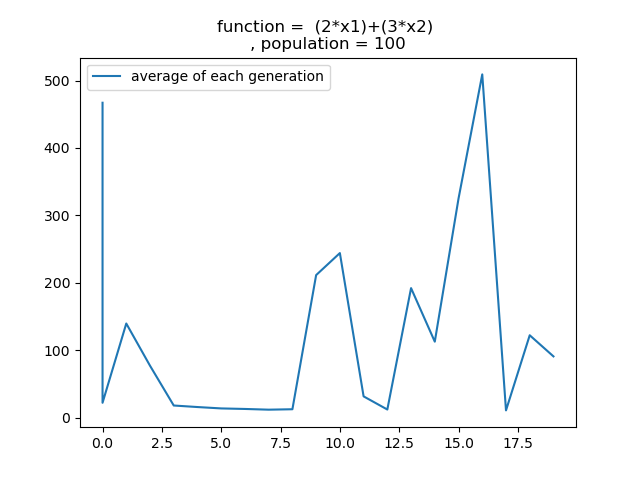 function =  (2*x1)+(3*x2)
, population = 100
average of each generation
500
400
300
200
100
0
0.0 2.5 5.0 7.5 10.0 12.5 15.0 17.5